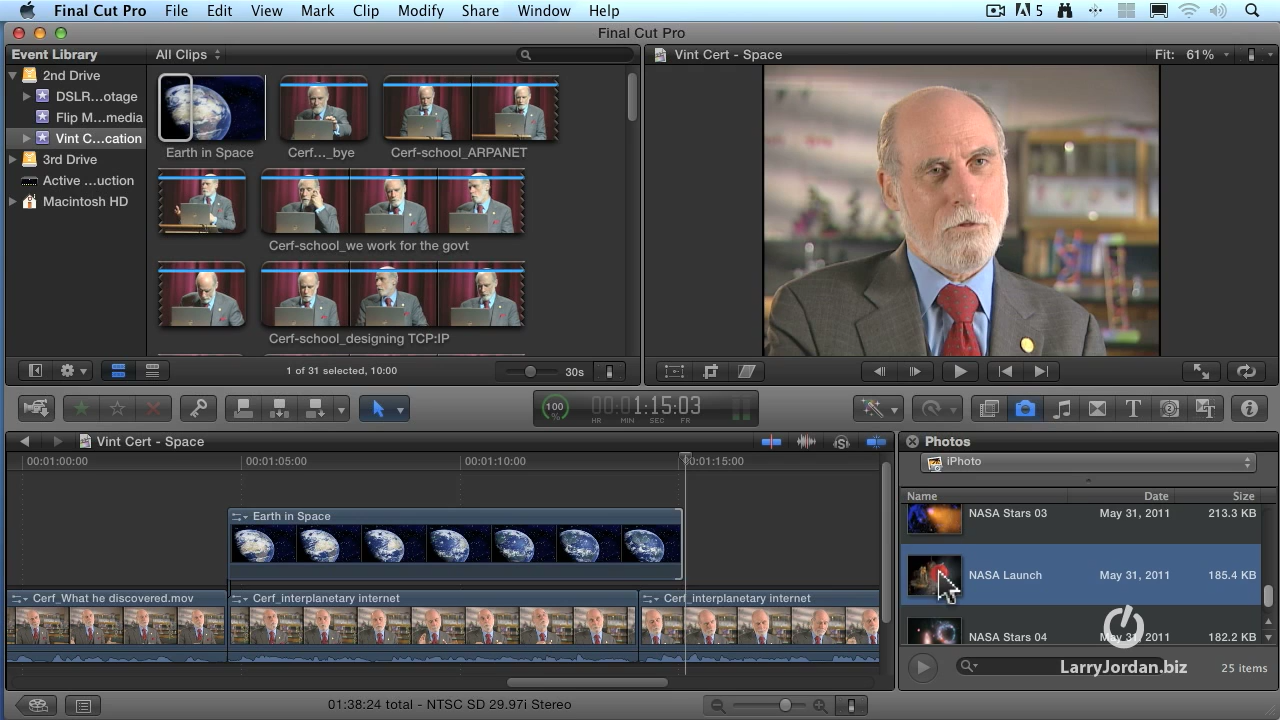 Final Cut Pro File Edit View Mark Clip Modify Share Window Help 5
Final Cut Pro
Event Library
All Clips
Vint Cert - Space
Fit: 61%
2nd Drive
DSLR...otage
Flip M...media
Vint C...cation
3rd Drive
Active ...uction
Macintosh HD
Earth in Space
Cerf..._bye
Cerf-school_ARPANET
Cerf-school_we work for the govt
Cerf-school_designing TCP:IP
1 of 31 selected, 10:00
30s
100
%
00:01:15:03
HR MIN SEC FR
Vint Cert - Space
00:01:00:00
00:01:05:00
00:01:10:00
00:01:15:00
Earth in Space
Cerf_What he discovered.mov
Cerf_interplanetary internet
Cerf_interplanetary internet
Photos
iPhoto
Name Date Size
NASA Stars 03 May 31, 2011 213.3 KB
NASA Launch May 31, 2011 185.4 KB
NASA Stars 04 May 31, 2011 182.2 KB
LarryJordan.biz
25 items
01:38:24 total - NTSC SD 29.97i Stereo